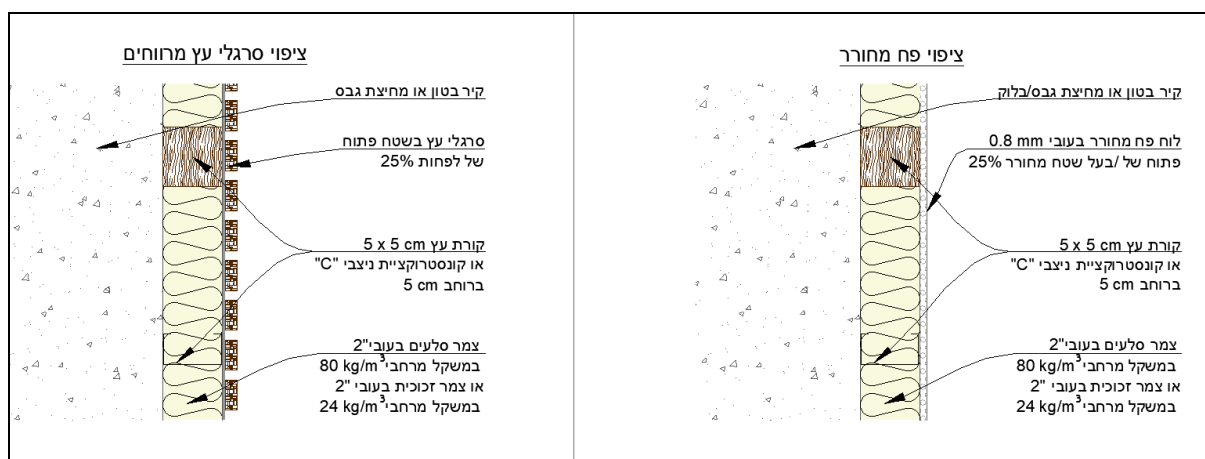 ציפוי פח מחורר
קיר בטון או מחיצת גבס/בלוק
לוח פח מחורר בעובי 0.8 mm
פתוח של /בעל שטח מחורר 25%
קורת עץ 5 x 5 cm
או קונסטרוקציית ניצבי "C"
ברוחב 5 cm
צמר סלעים בעובי 2"
במשקל מרחבי 80 kg/m³
או צמר זכוכית בעובי 2"
במשקל מרחבי 24 kg/m³
ציפוי סרגלי עץ מרווחים
קיר בטון או מחיצת גבס
סרגלי עץ בשטח פתוח
של לפחות 25%
קורת עץ 5 x 5 cm
או קונסטרוקציית ניצבי "C"
ברוחב 5 cm
צמר סלעים בעובי 2"
במשקל מרחבי 80 kg/m³
או צמר זכוכית בעובי 2"
במשקל מרחבי 24 kg/m³